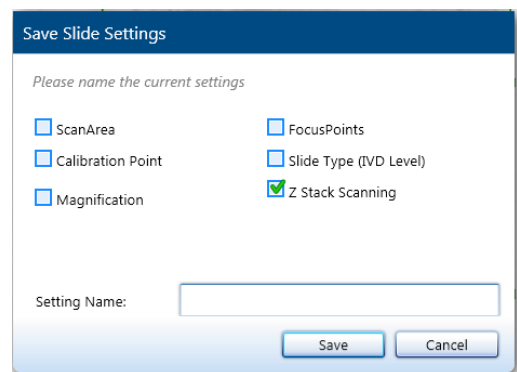 Save Slide Settings
Please name the current settings
ScanArea
FocusPoints
Calibration Point
Slide Type (IVD Level)
Magnification
Z Stack Scanning
Setting Name:
Save
Cancel